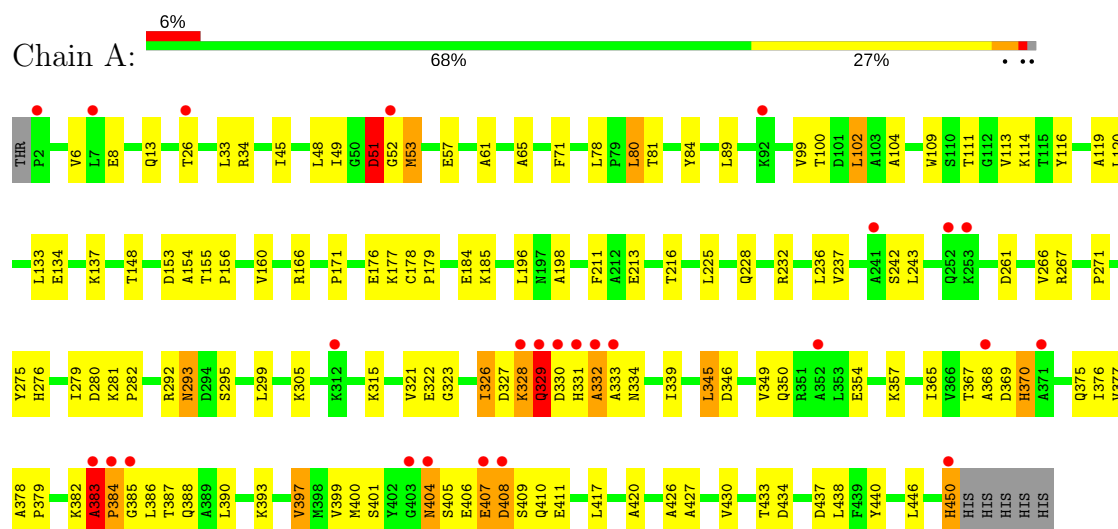 6%
Chain A:
68% 27% • ••
THR P2 L7 V6 E8 Q13 T26 L33 R34 I45 L48 I49 G50 D51 G52 M53 E57 A61 A65 F71 L78 P79 L80 T81 Y84 L89 K92 V99 T100 D101 L102 A103 A104 W109 S110 T111 G112 V113 K114 T115 Y116 A119
L133 E134 K137 T148 D153 A154 T155 P156 V160 R166 P171 E176 K177 C178 P179 E184 K185 L196 N197 A198 F211 A212 E213 T216 L225 Q228 R232 L236 V237 A241 S242 L243 Q252 K253 D261 V266 R267 P271
Y275 H276 I279 D280 K281 P282 R292 N293 D294 S295 L299 K305 K312 K315 V321 E322 G323 I326 D327 K328 Q329 D330 H331 A332 A333 N334 I339 L345 D346 V349 Q350 R351 A352 L353 E354 K357 I365 V366 T367 A368 D369 H370 A371 Q375 I376 V377
A378 P379 K382 A383 P384 G385 L386 T387 Q388 A389 L390 K393 V397 M398 V399 M400 S401 Y402 G403 N404 S405 E406 E407 D408 S409 Q410 E411 L417 A420 A426 A427 V430 T433 D434 D437 L438 F439 Y440 L446 H450 HIS HIS HIS HIS HIS